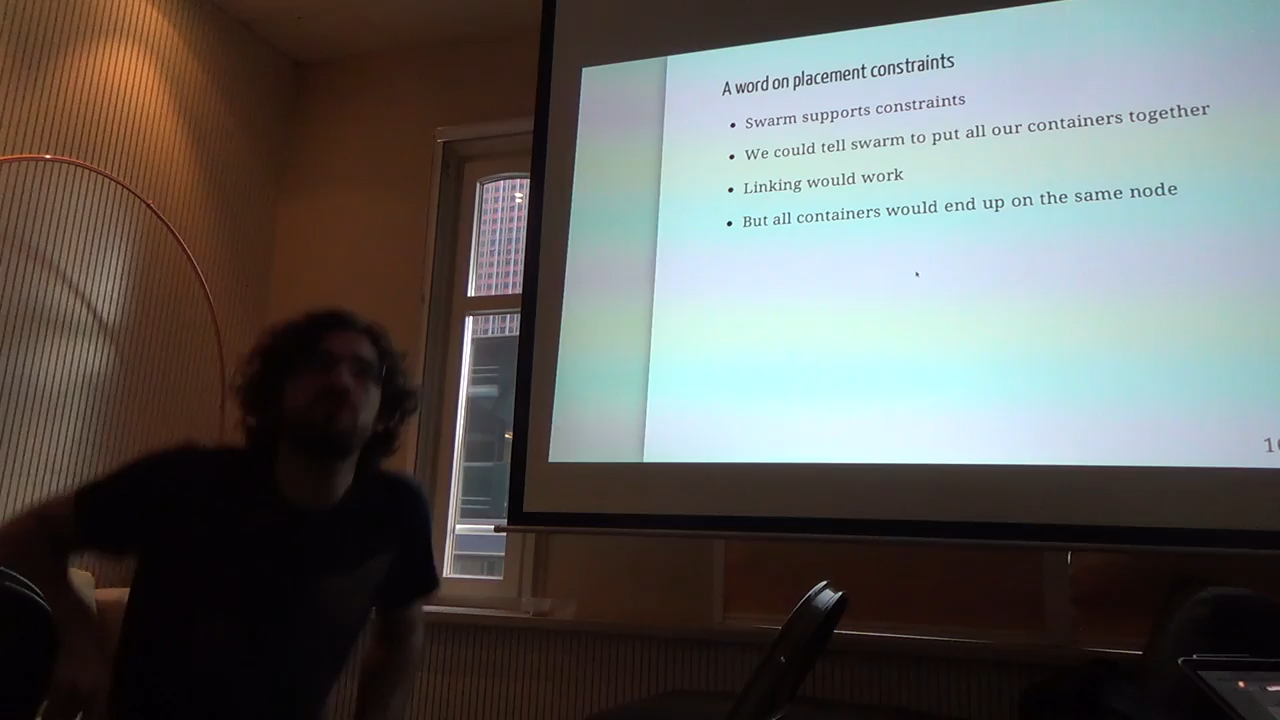 A word on placement constraints
Swarm supports constraints
We could tell swarm to put all our containers together
Linking would work
But all containers would end up on the same node